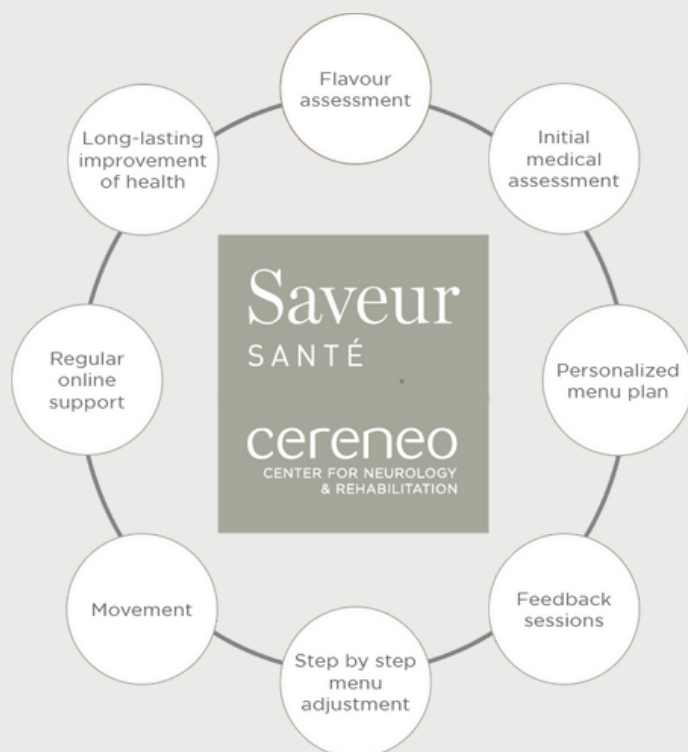 Flavour
assessment
Initial
medical
assessment
Personalized
menu plan
Feedback
sessions
Step by step
menu
adjustment
Movement
Regular
online
support
Long-lasting
improvement
of health
Saveur
SANTÉ
cereneo
CENTER FOR NEUROLOGY
& REHABILITATION